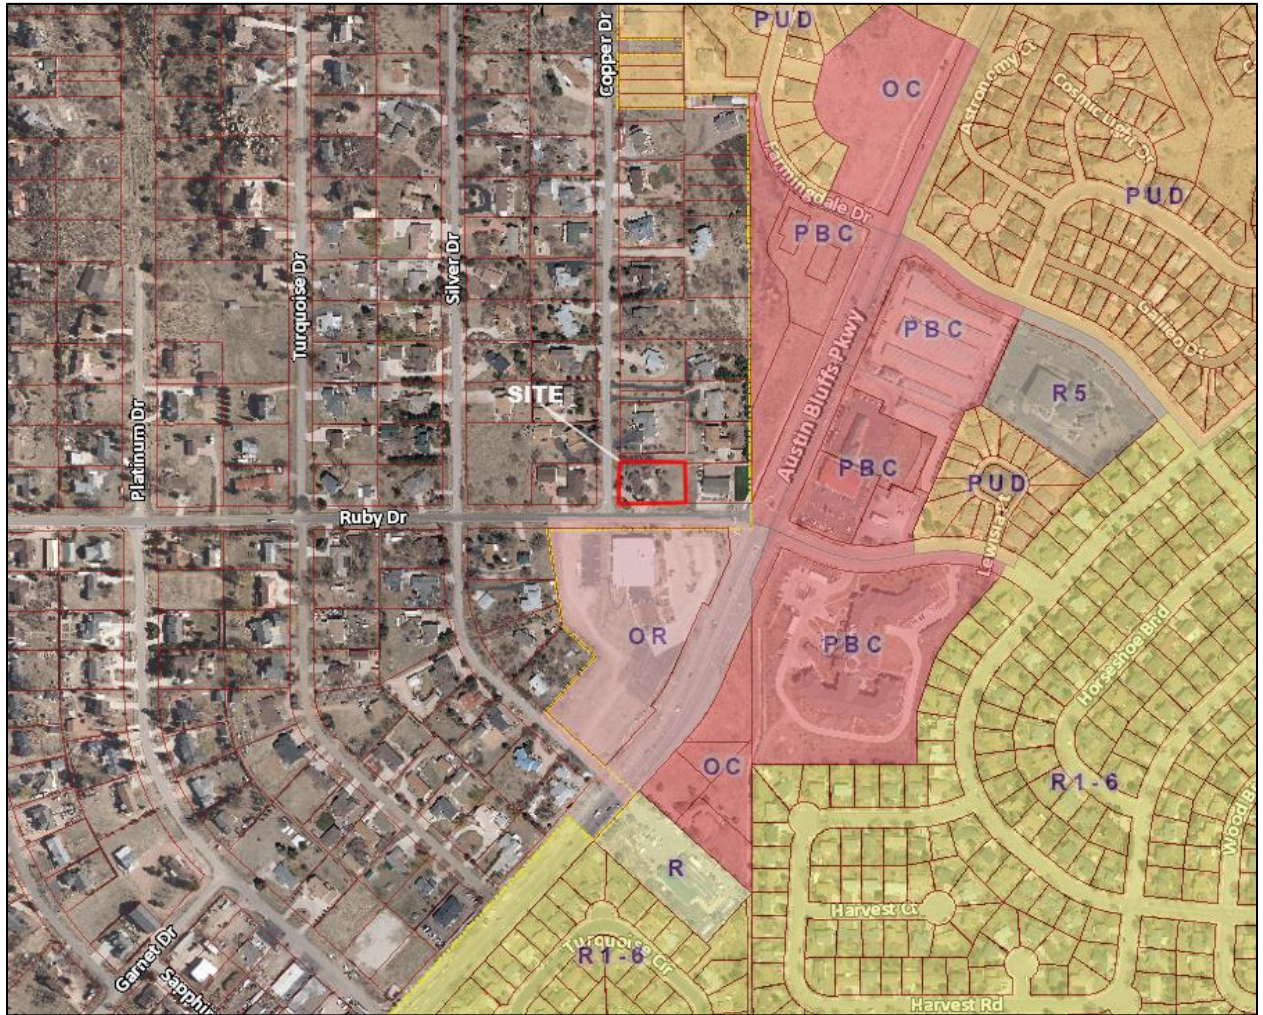 PUD
Copper Dr
OC
Astronomy Ct
Cosmic Light Dr
Farmingdale Dr
PUD
PBC
Silver Dr
Turquoise Dr
PBC
Galileo Dr
Austin Bluffs Pkwy
SITE
R5
Platinum Dr
PBC
PUD
Ruby Dr
Lewista Pt
OR
PBC
Horseshoe Bnd
OC
R1-6
R
Harvest Ct
Turquoise Cir
R1-6
Garnet Dr
Harvest Rd